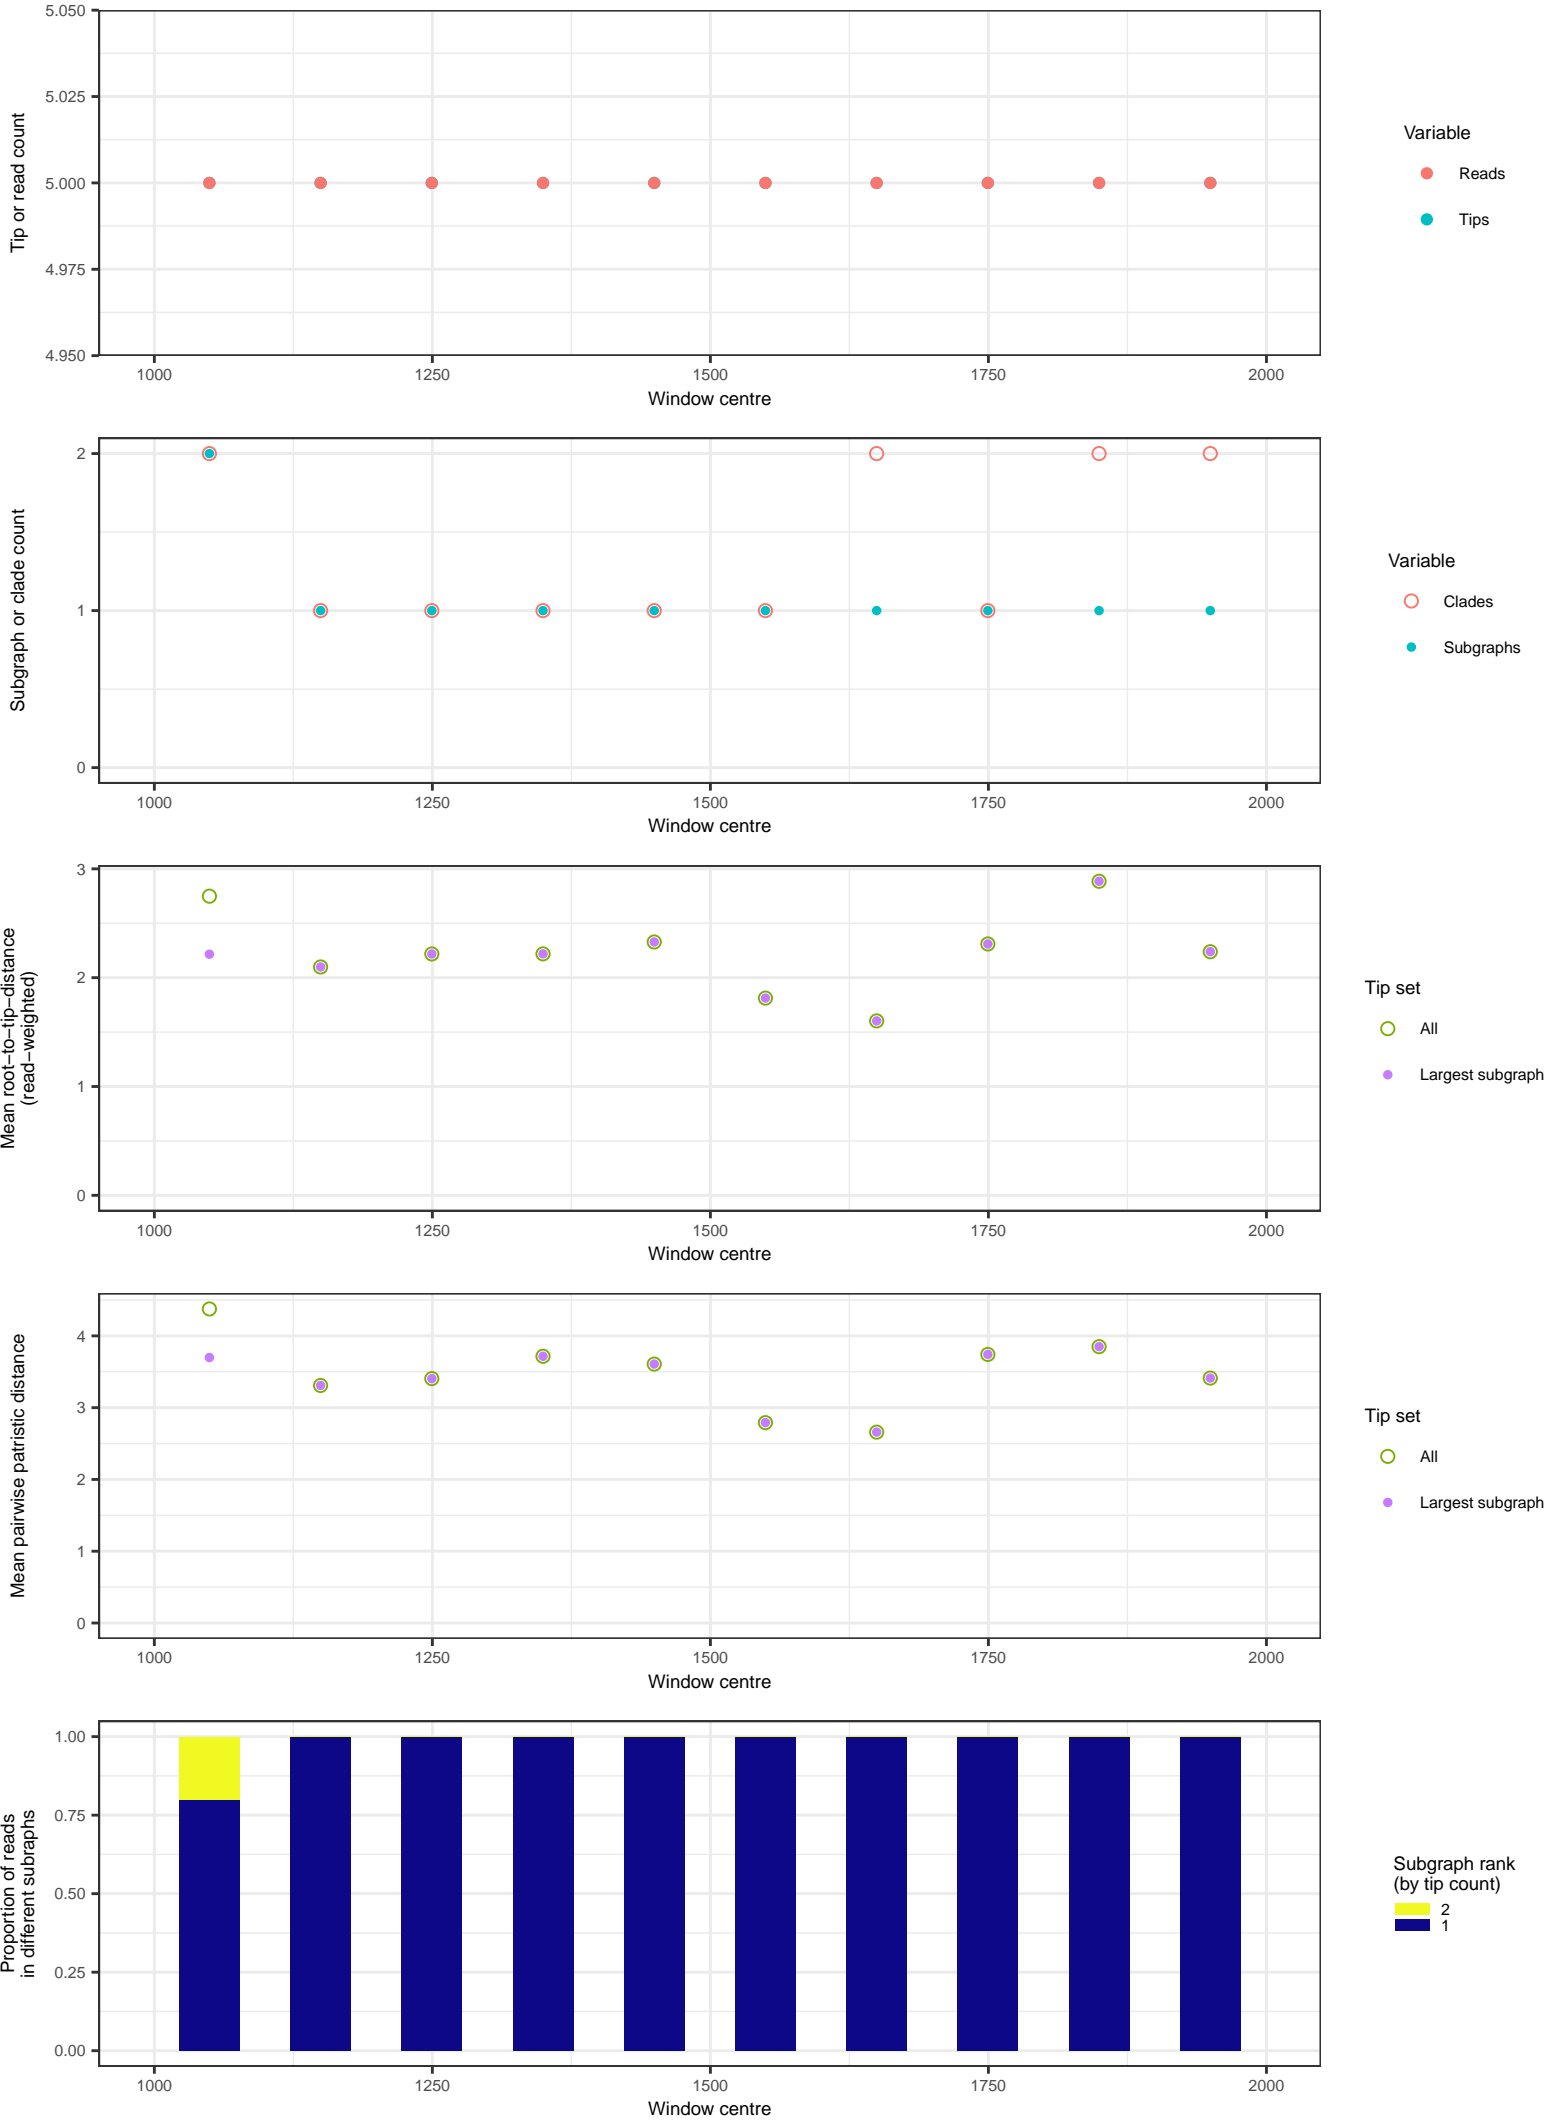 5.050
5.025
5.000
4.975
4.950
Tip or read count
1000 1250 1500 1750 2000
Window centre
Variable
Reads
Tips
2
1
0
Subgraph or clade count
1000 1250 1500 1750 2000
Window centre
Variable
Clades
Subgraphs
3
2
1
0
Mean root−to−tip−distance
(read−weighted)
1000 1250 1500 1750 2000
Window centre
Tip set
All
Largest subgraph
4
3
2
1
0
Mean pairwise patristic distance
1000 1250 1500 1750 2000
Window centre
Tip set
All
Largest subgraph
1.00
0.75
0.50
0.25
0.00
Proportion of reads
in different subraphs
1000 1250 1500 1750 2000
Window centre
Subgraph rank
(by tip count)
2
1